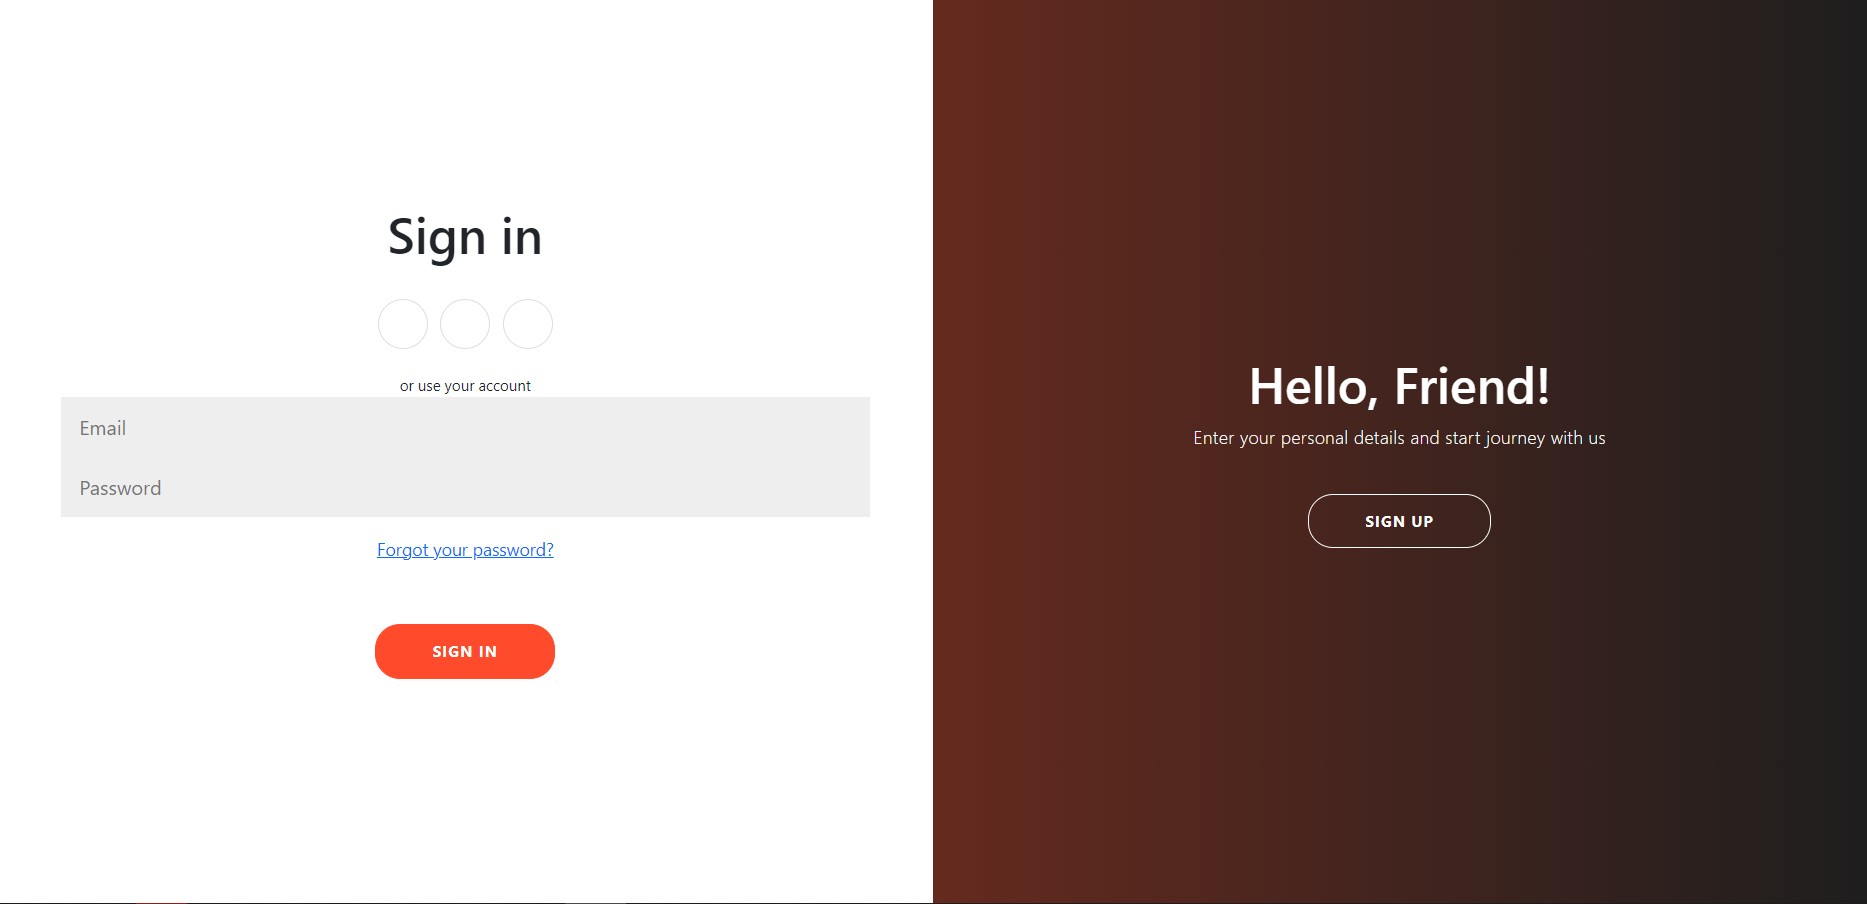 Sign in
or use your account
Email
Password
Forgot your password?
SIGN IN
Hello, Friend!
Enter your personal details and start journey with us
SIGN UP